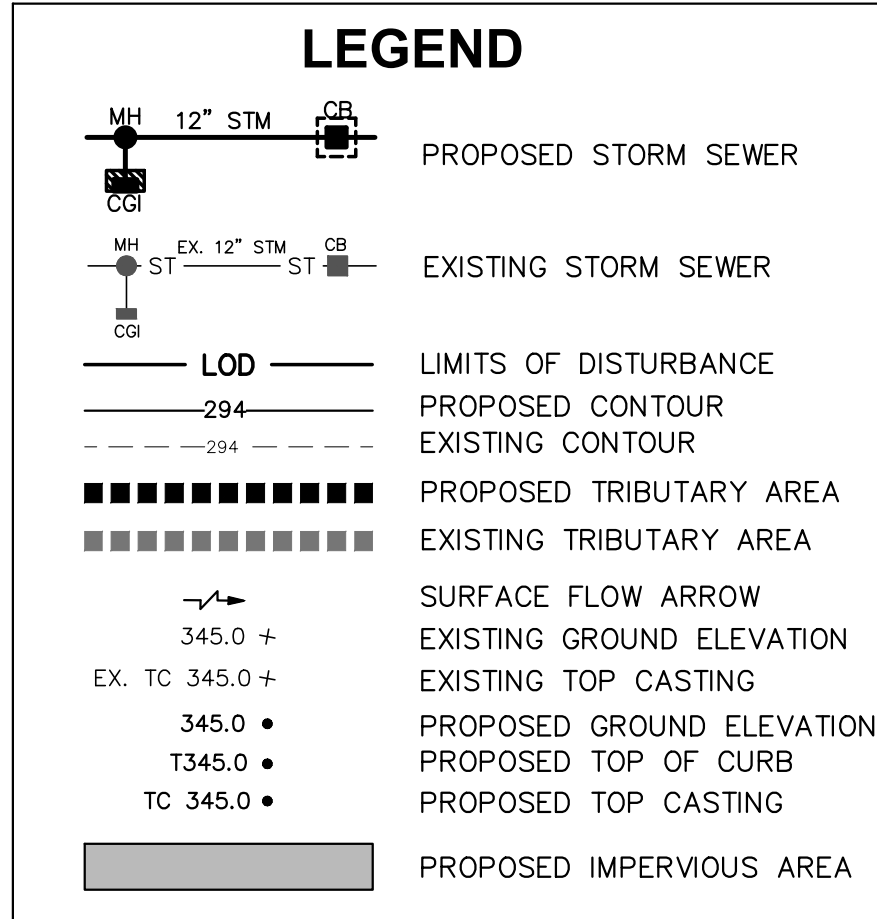 LEGEND
MH 12” STM CB
CGI
PROPOSED STORM SEWER
MH EX. 12” STM CB
ST ST
CGI
EXISTING STORM SEWER
LOD LIMITS OF DISTURBANCE
294 PROPOSED CONTOUR
294 EXISTING CONTOUR
PROPOSED TRIBUTARY AREA
EXISTING TRIBUTARY AREA
SURFACE FLOW ARROW
345.0 + EXISTING GROUND ELEVATION
EX. TC 345.0 + EXISTING TOP CASTING
345.0 • PROPOSED GROUND ELEVATION
T345.0 • PROPOSED TOP OF CURB
TC 345.0 • PROPOSED TOP CASTING
PROPOSED IMPERVIOUS AREA